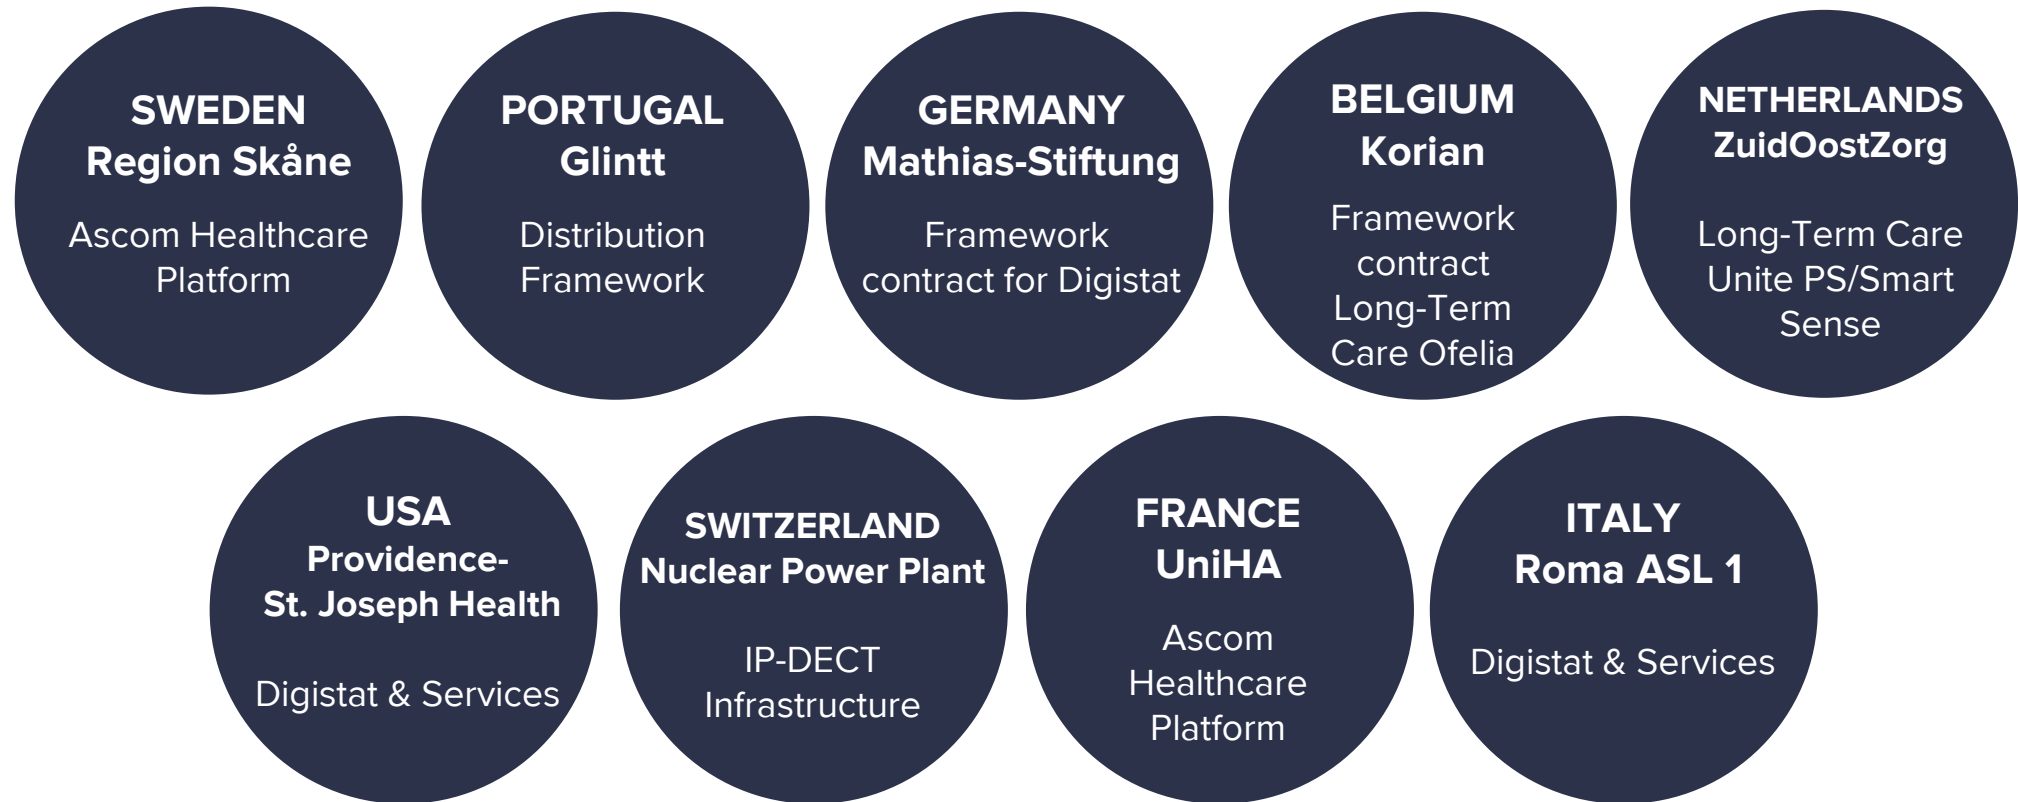 SWEDEN
Region Skåne
Ascom Healthcare
Platform
PORTUGAL
Glintt
Distribution
Framework
GERMANY
Mathias-Stiftung
Framework
contract for Digistat
BELGIUM
Korian
Framework
contract
Long-Term
Care Ofelia
NETHERLANDS
ZuidOostZorg
Long-Term Care
Unite PS/Smart
Sense
USA
Providence-
St. Joseph Health
Digistat & Services
SWITZERLAND
Nuclear Power Plant
IP-DECT
Infrastructure
FRANCE
UniHA
Ascom
Healthcare
Platform
ITALY
Roma ASL 1
Digistat & Services